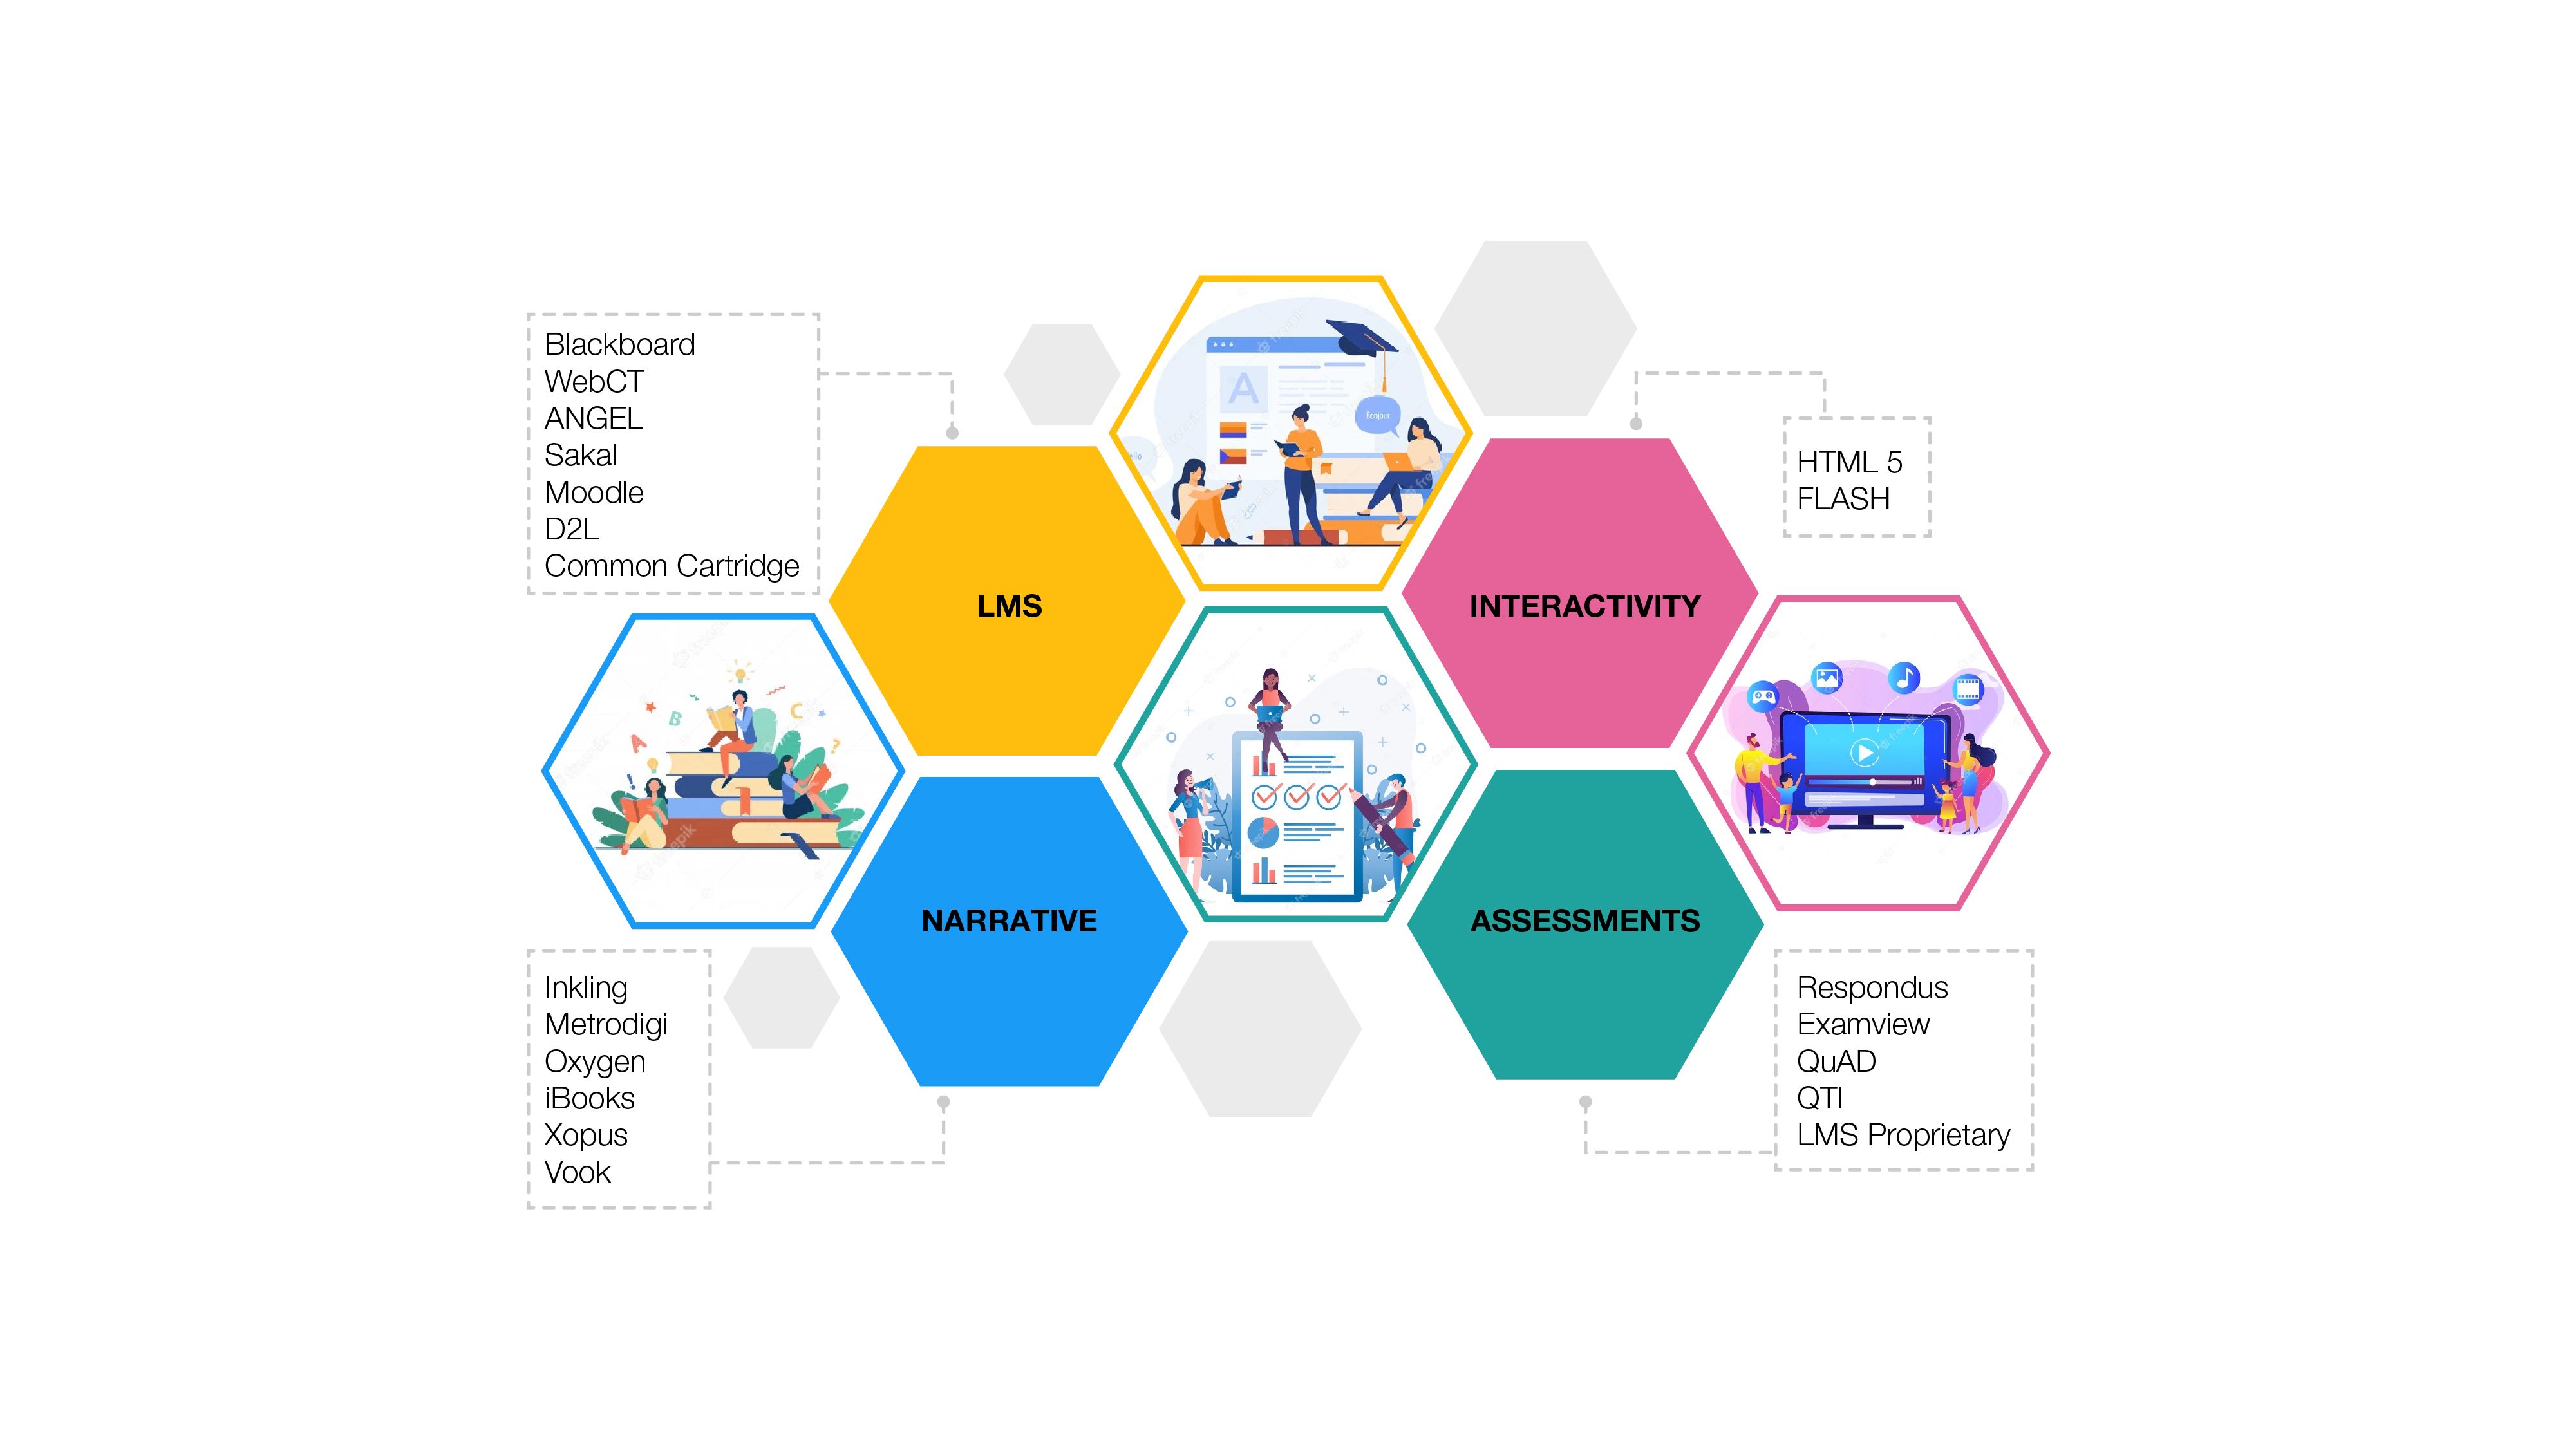 Blackboard
WebCT
ANGEL
Sakal
Moodle
D2L
Common Cartridge
A
Bonjour
HTML 5
FLASH
LMS
INTERACTIVITY
B
C
A
?
!
NARRATIVE
ASSESSMENTS
Inkling
Metrodigi
Oxygen
iBooks
Xopus
Vook
Respondus
Examview
QuAD
QTI
LMS Proprietary